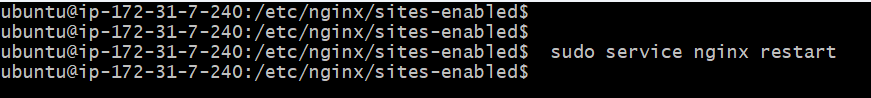 ubuntu@ip-172-31-7-240:/etc/nginx/sites-enabled$
ubuntu@ip-172-31-7-240:/etc/nginx/sites-enabled$
ubuntu@ip-172-31-7-240:/etc/nginx/sites-enabled$  sudo service nginx restart
ubuntu@ip-172-31-7-240:/etc/nginx/sites-enabled$